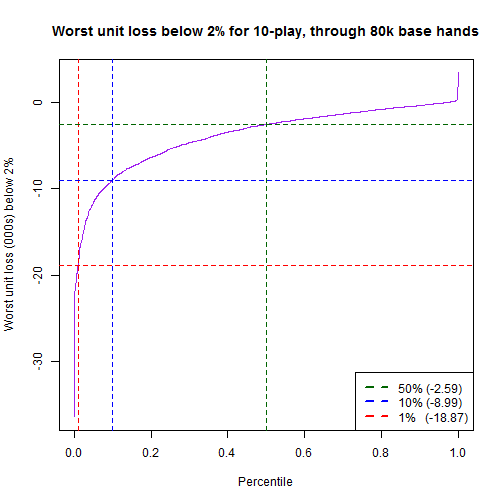 Worst unit loss below 2% for 10-play, through 80k base hands
Worst unit loss (000s) below 2%
0
-10
-20
-30
50% (-2.59)
10% (-8.99)
1% (-18.87)
0.0 0.2 0.4 0.6 0.8 1.0
Percentile